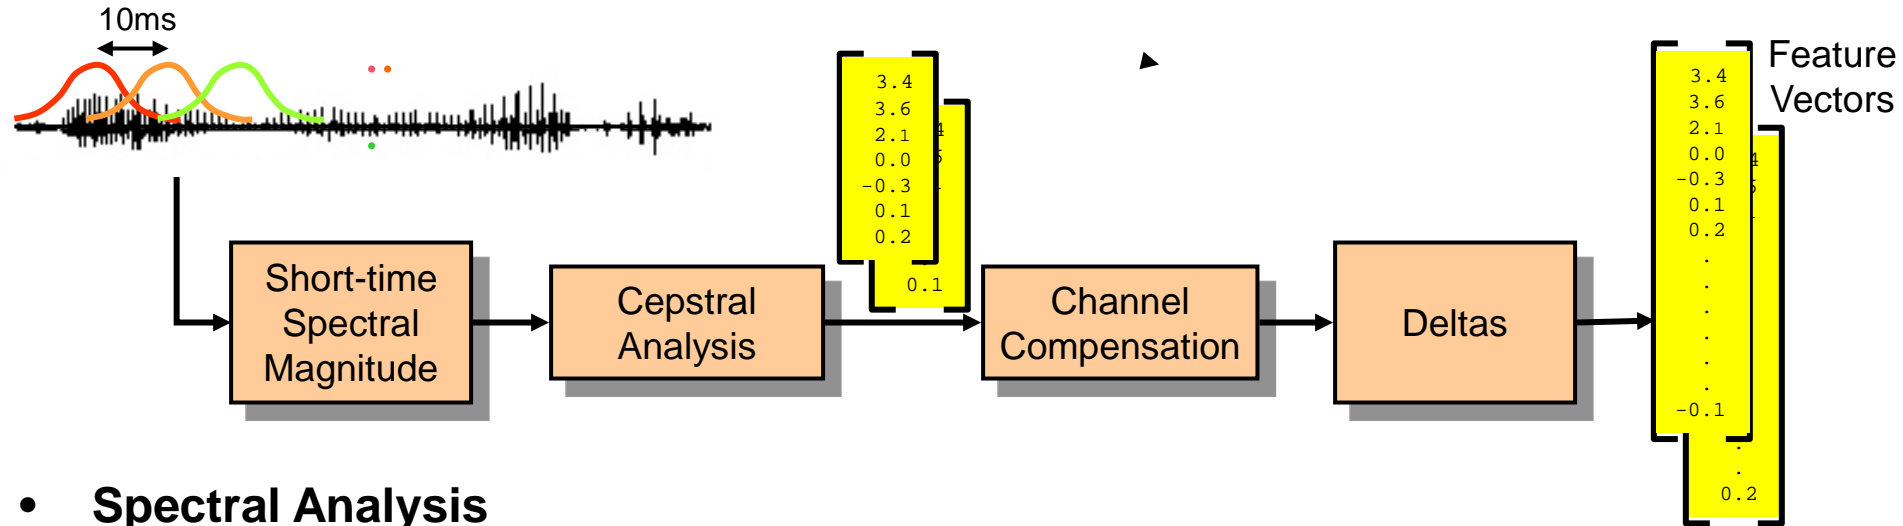 10ms
3.4
3.6
2.1
0.0
-0.3
0.1
0.2
.
0.1
Feature
Vectors
3.4
3.6
2.1
0.0
-0.3
0.1
0.2
.
.
.
.
.
.
-0.1
.
.
0.2
Short-time
Spectral
Magnitude
Cepstral
Analysis
Channel
Compensation
Deltas
• Spectral Analysis